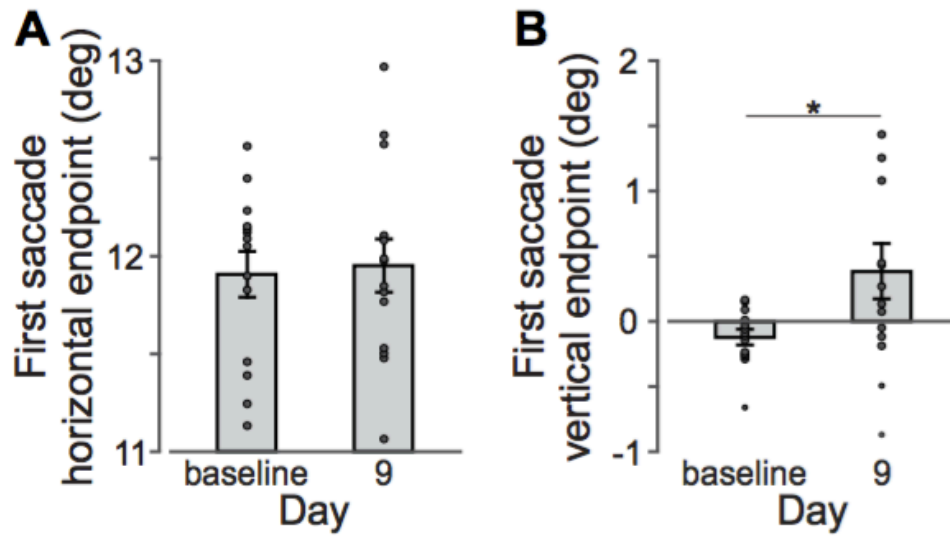 A
First saccade
horizontal endpoint (deg)
13
12
11
baseline
9
Day
B
First saccade
vertical endpoint (deg)
2
1
0
-1
*
baseline
9
Day